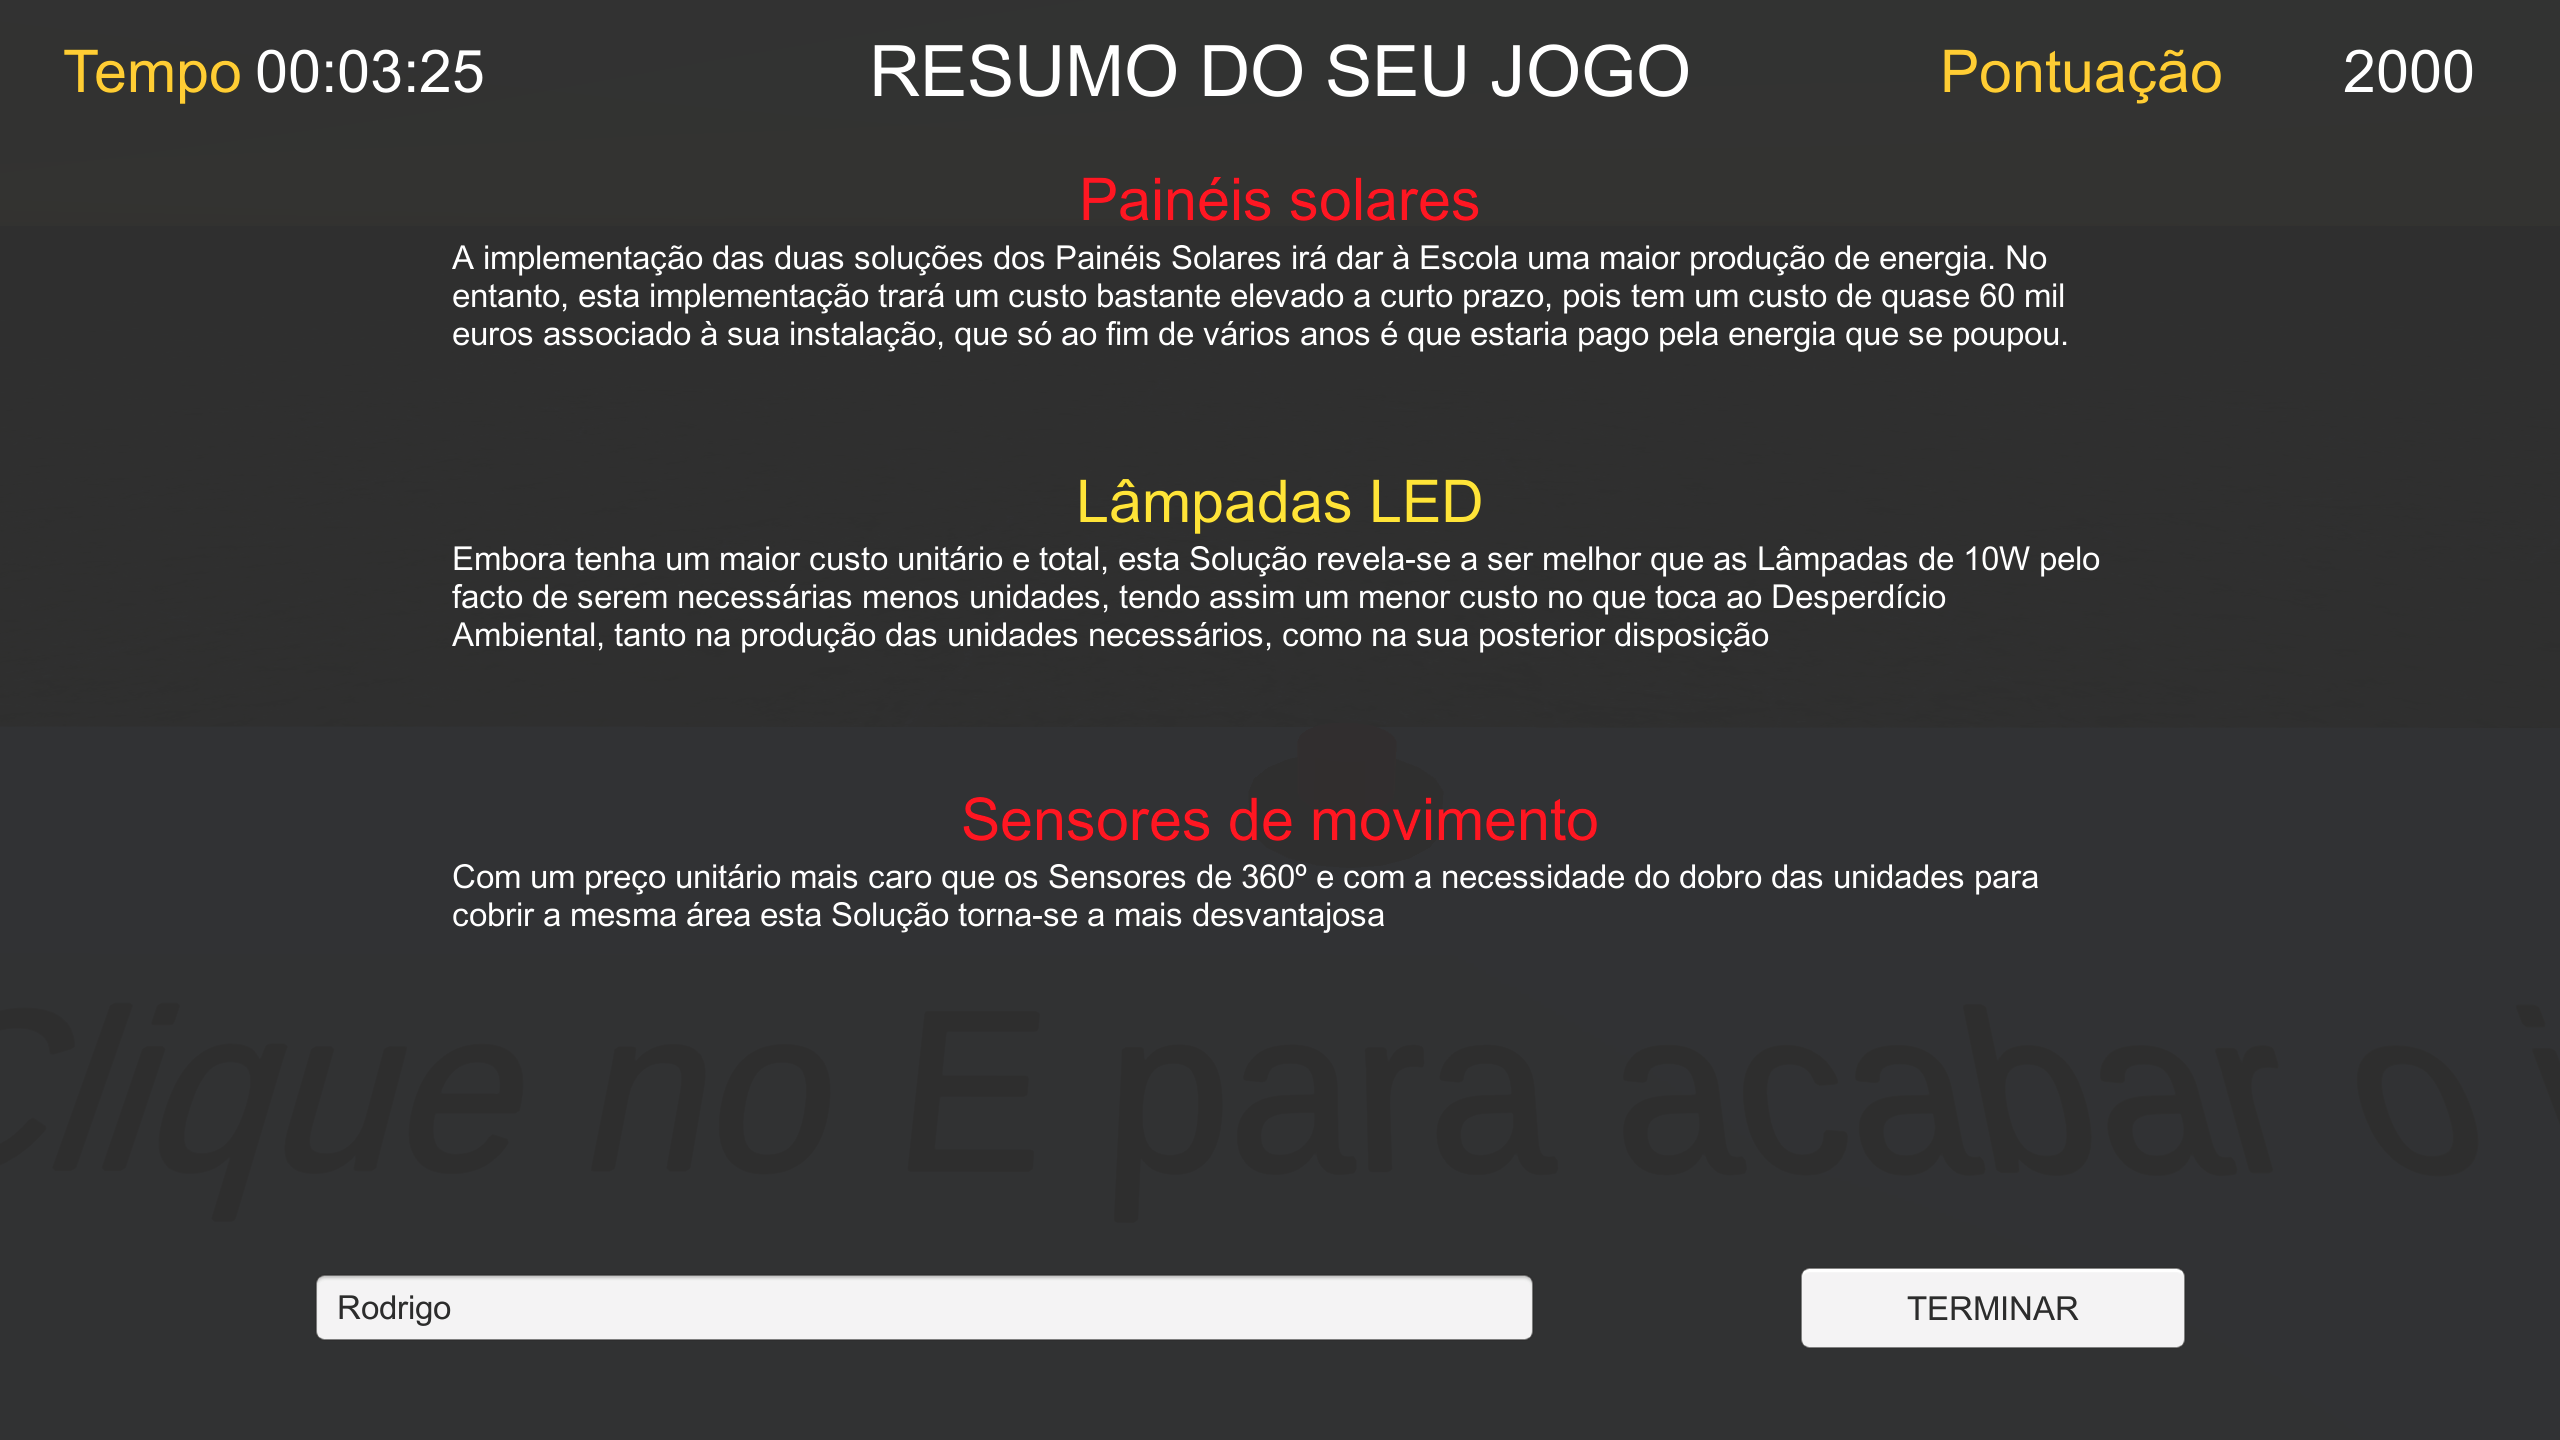 Tempo 00:03:25
RESUMO DO SEU JOGO
Pontuação 2000
Painéis solares
A implementação das duas soluções dos Painéis Solares irá dar à Escola uma maior produção de energia. No
entanto, esta implementação trará um custo bastante elevado a curto prazo, pois tem um custo de quase 60 mil
euros associado à sua instalação, que só ao fim de vários anos é que estaria pago pela energia que se poupou.
Lâmpadas LED
Embora tenha um maior custo unitário e total, esta Solução revela-se a ser melhor que as Lâmpadas de 10W pelo
facto de serem necessárias menos unidades, tendo assim um menor custo no que toca ao Desperdício
Ambiental, tanto na produção das unidades necessários, como na sua posterior disposição
Sensores de movimento
Com um preço unitário mais caro que os Sensores de 360º e com a necessidade do dobro das unidades para
cobrir a mesma área esta Solução torna-se a mais desvantajosa
Clique no E para acabar o
Rodrigo
TERMINAR